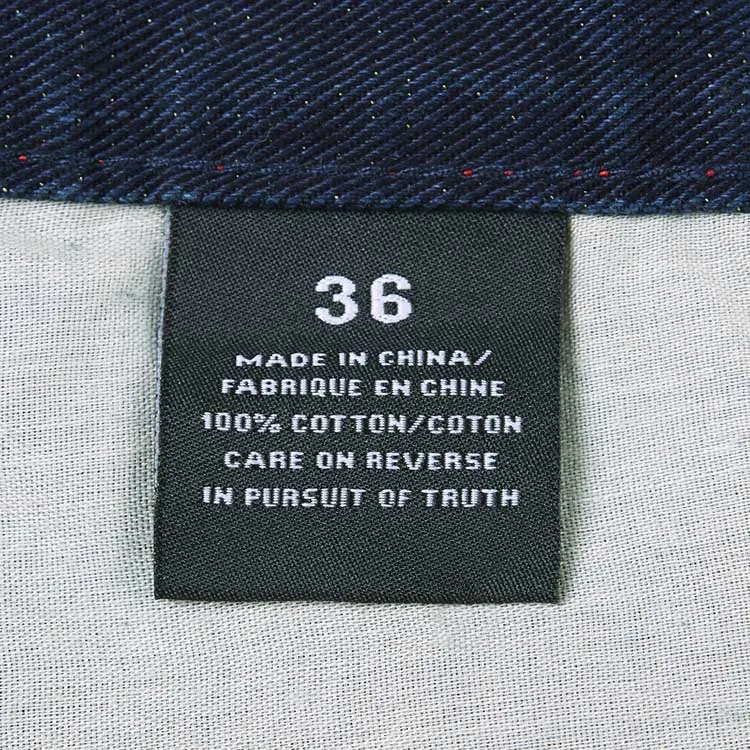 36
MADE IN CHINA/
FABRIQUE EN CHINE
100% COTTON/COTON
CARE ON REVERSE
IN PURSUIT OF TRUTH